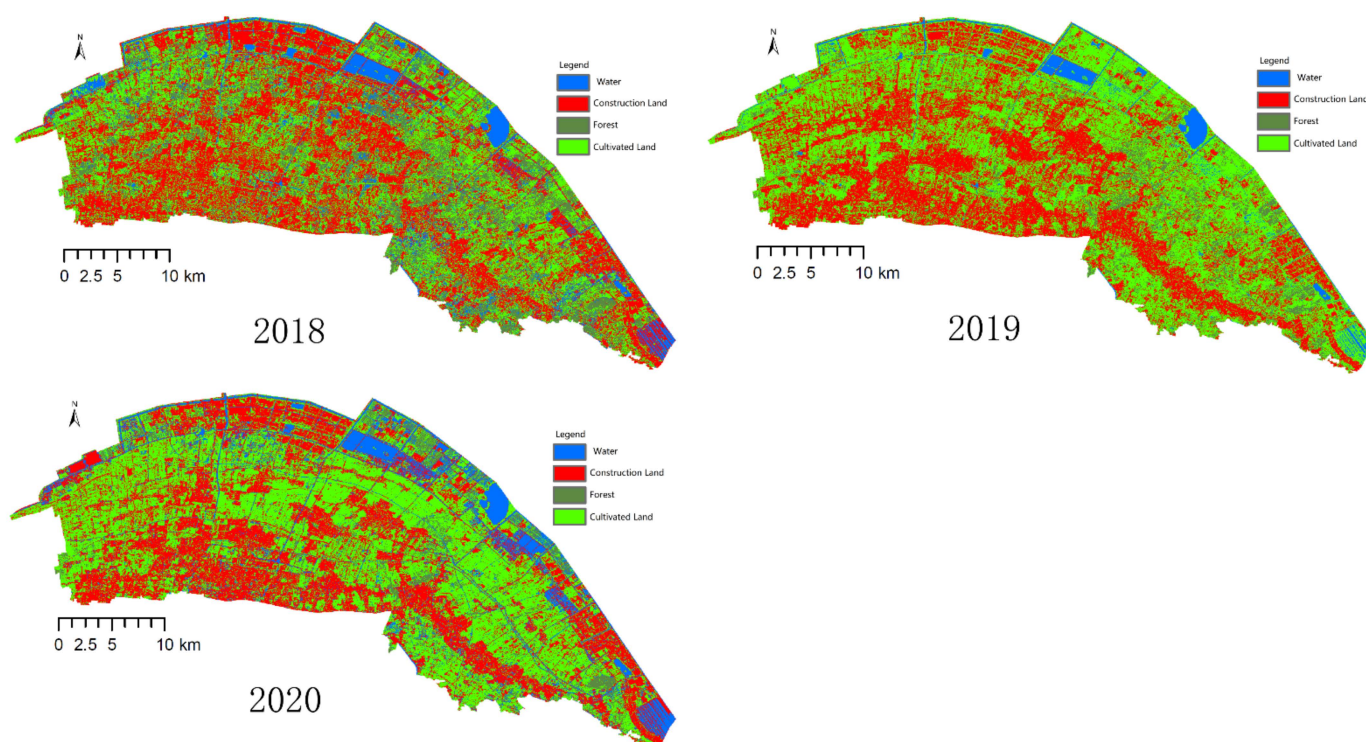 N
Legend
Water
Construction Land
Forest
Cultivated Land
0 2.5 5 10 km
2018
N
Legend
Water
Construction Land
Forest
Cultivated Land
0 2.5 5 10 km
2019
N
Legend
Water
Construction Land
Forest
Cultivated Land
0 2.5 5 10 km
2020